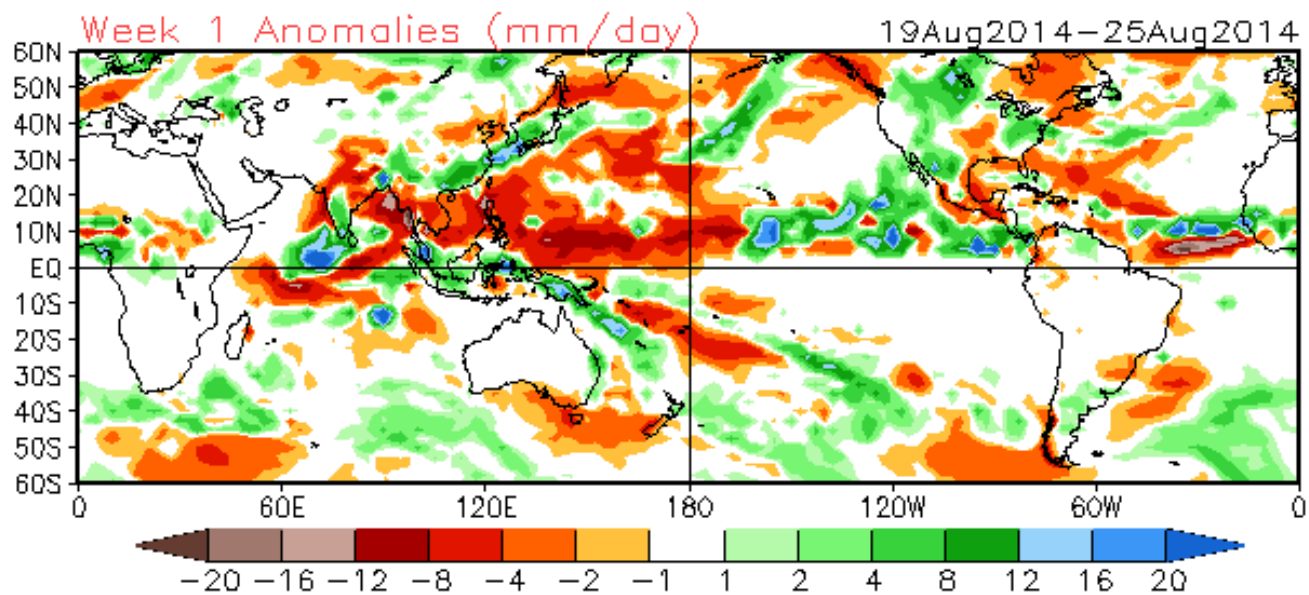 Week 1 Anomalies (mm/day) 19Aug2014-25Aug2014
60N
50N
40N
30N
20N
10N
EQ
10S
20S
30S
40S
50S
60S
0 60E 120E 180 120W 60W 0
-20 -16 -12 -8 -4 -2 -1 1 2 4 8 12 16 20